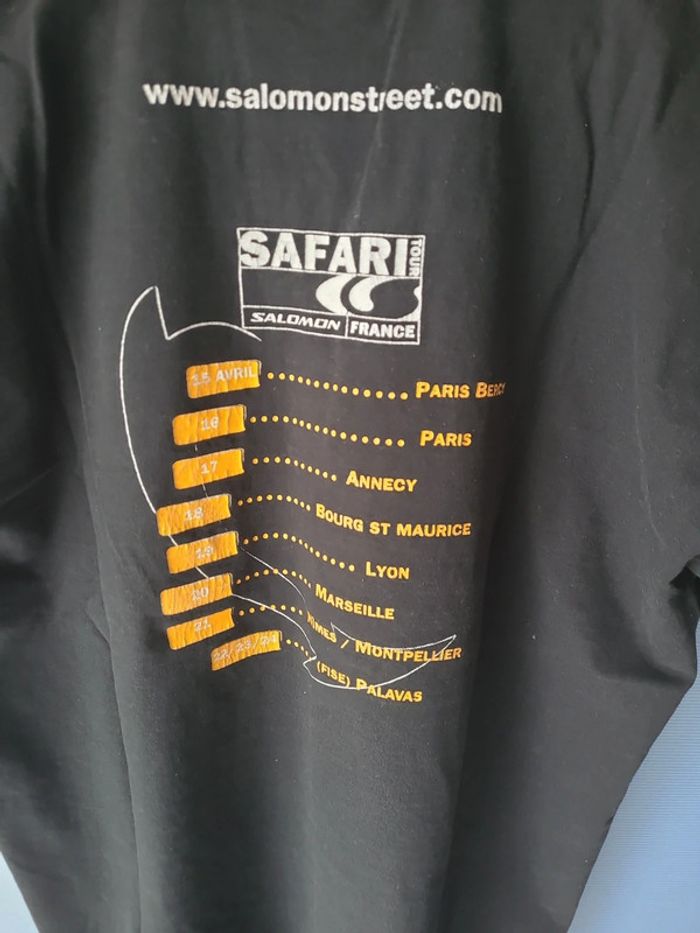 www.salomonstreet.com
SAFARI TOUR
SALOMON FRANCE
15 AVRIL PARIS BERCY
16 PARIS
17 ANNECY
18 BOURG ST MAURICE
19 LYON
20 MARSEILLE
21 NIMES / MONTPELLIER
22/23/24 (FISE) PALAVAS